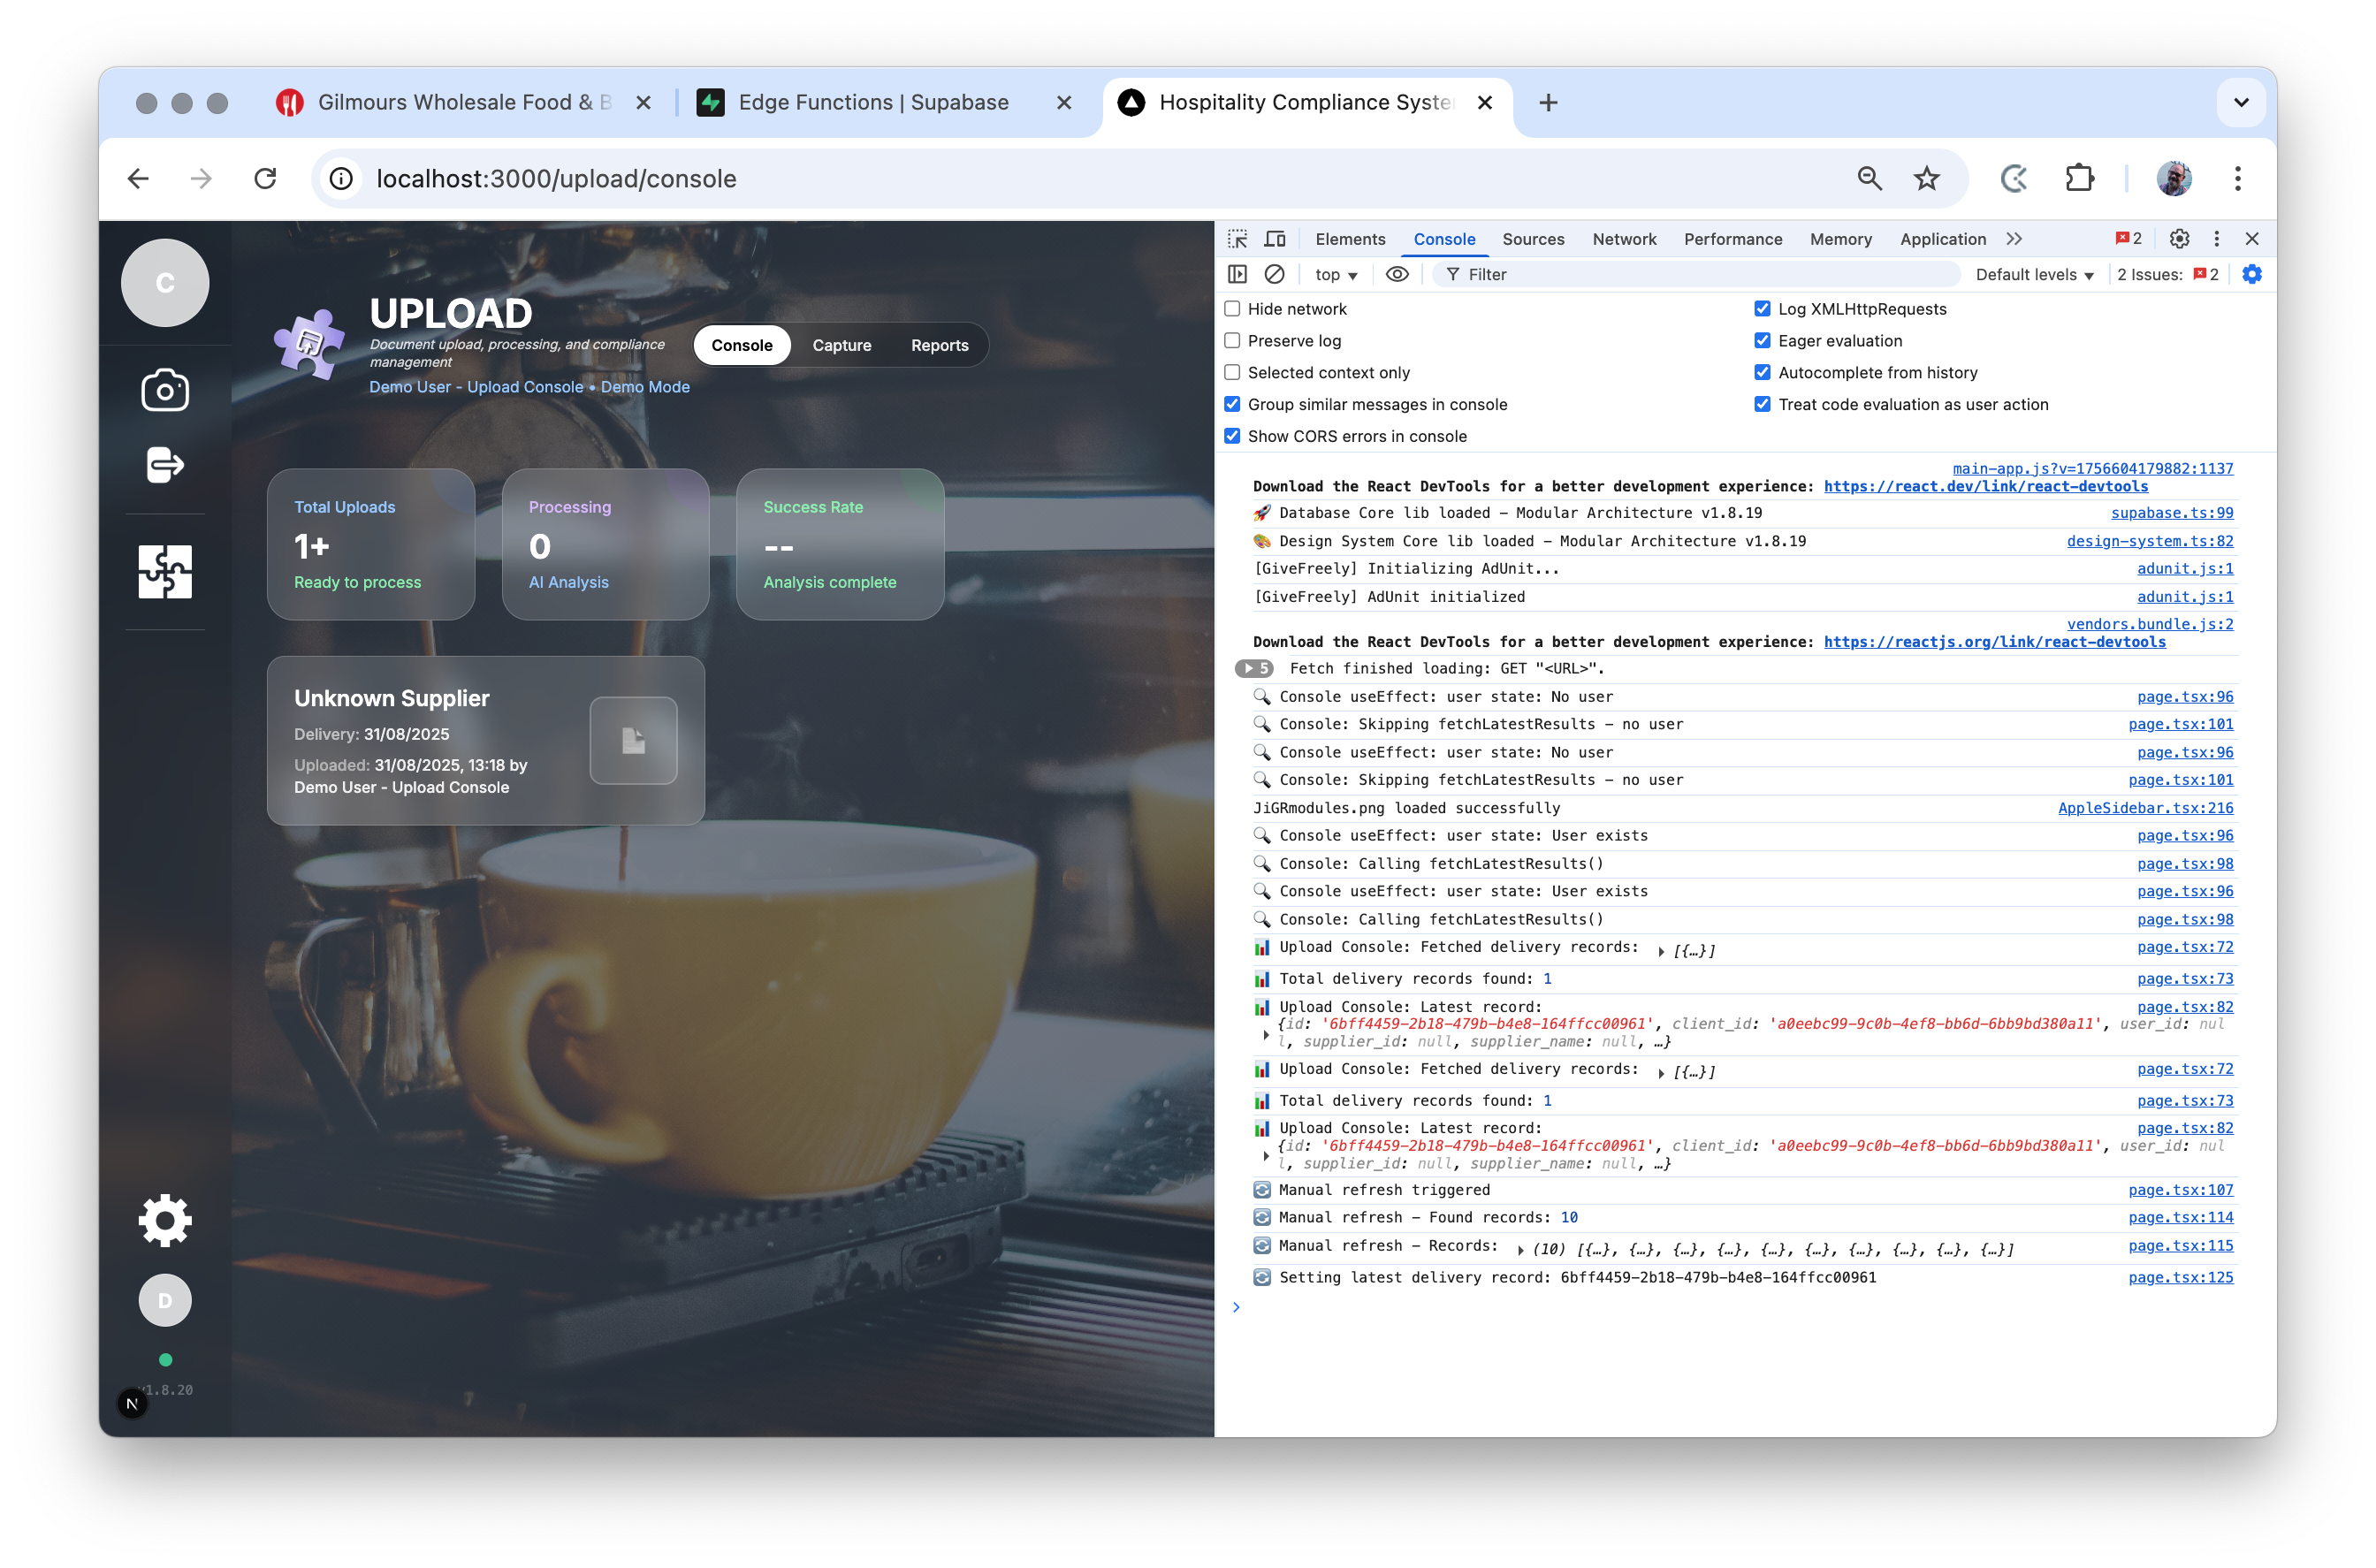 Gilmours Wholesale Food & B
Edge Functions | Supabase
Hospitality Compliance Syste
localhost:3000/upload/console
C
UPLOAD
Document upload, processing, and compliance
management
Demo User - Upload Console • Demo Mode
Console
Capture
Reports
Total Uploads
1+
Ready to process
Processing
0
AI Analysis
Success Rate
--
Analysis complete
Unknown Supplier
Delivery: 31/08/2025
Uploaded: 31/08/2025, 13:18 by
Demo User - Upload Console
D
v1.8.20
N
Elements
Console
Sources
Network
Performance
Memory
Application
2
top
Filter
Default levels
2 Issues: 2
Hide network
Log XMLHttpRequests
Preserve log
Eager evaluation
Selected context only
Autocomplete from history
Group similar messages in console
Treat code evaluation as user action
Show CORS errors in console
main-app.js?v=1756604179882:1137
Download the React DevTools for a better development experience: https://react.dev/link/react-devtools
🚀 Database Core lib loaded – Modular Architecture v1.8.19 supabase.ts:99
🎨 Design System Core lib loaded – Modular Architecture v1.8.19 design-system.ts:82
[GiveFreely] Initializing AdUnit... adunit.js:1
[GiveFreely] AdUnit initialized adunit.js:1
vendors.bundle.js:2
Download the React DevTools for a better development experience: https://reactjs.org/link/react-devtools
5 Fetch finished loading: GET "<URL>".
🔍 Console useEffect: user state: No user page.tsx:96
🔍 Console: Skipping fetchLatestResults – no user page.tsx:101
🔍 Console useEffect: user state: No user page.tsx:96
🔍 Console: Skipping fetchLatestResults – no user page.tsx:101
JiGRmodules.png loaded successfully AppleSidebar.tsx:216
🔍 Console useEffect: user state: User exists page.tsx:96
🔍 Console: Calling fetchLatestResults() page.tsx:98
🔍 Console useEffect: user state: User exists page.tsx:96
🔍 Console: Calling fetchLatestResults() page.tsx:98
📊 Upload Console: Fetched delivery records: ▶ [{…}] page.tsx:72
📊 Total delivery records found: 1 page.tsx:73
📊 Upload Console: Latest record: page.tsx:82
{id: '6bff4459-2b18-479b-b4e8-164ffcc00961', client_id: 'a0eebc99-9c0b-4ef8-bb6d-6bb9bd380a11', user_id: nul
l, supplier_id: null, supplier_name: null, …}
📊 Upload Console: Fetched delivery records: ▶ [{…}] page.tsx:72
📊 Total delivery records found: 1 page.tsx:73
📊 Upload Console: Latest record: page.tsx:82
{id: '6bff4459-2b18-479b-b4e8-164ffcc00961', client_id: 'a0eebc99-9c0b-4ef8-bb6d-6bb9bd380a11', user_id: nul
l, supplier_id: null, supplier_name: null, …}
🔄 Manual refresh triggered page.tsx:107
🔄 Manual refresh – Found records: 10 page.tsx:114
🔄 Manual refresh – Records: ▶ (10) [{…}, {…}, {…}, {…}, {…}, {…}, {…}, {…}, {…}, {…}] page.tsx:115
🔄 Setting latest delivery record: 6bff4459-2b18-479b-b4e8-164ffcc00961 page.tsx:125